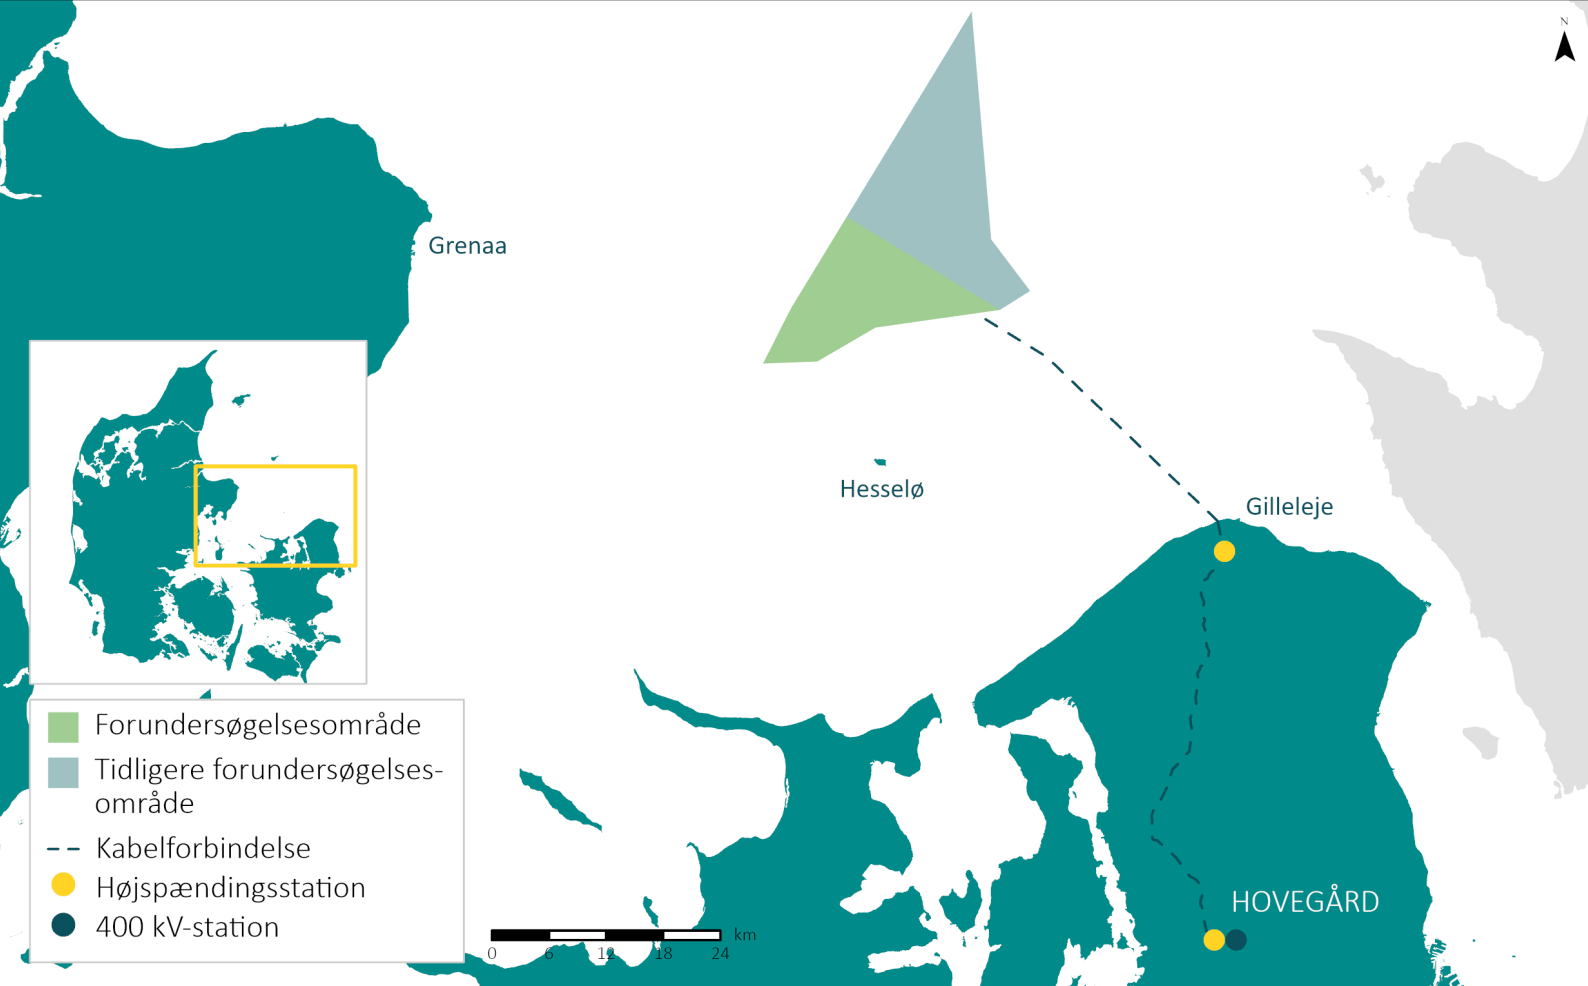 N
Grenaa
Hesselø
Gilleleje
Forundersøgelsesområde
Tidligere forundersøgelses-
område
Kabelforbindelse
Højspændingsstation
400 kV-station
HOVEGÅRD
km
0 6 12 18 24